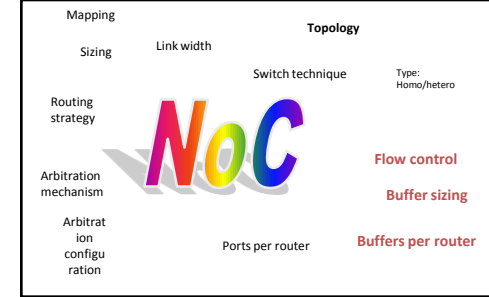 Mapping
Topology
Sizing
Link width
Switch technique
Type:
Homo/hetero
Routing
strategy
NoC
Flow control
Arbitration
mechanism
Buffer sizing
Arbitrat
ion
configu
ration
Ports per router
Buffers per router